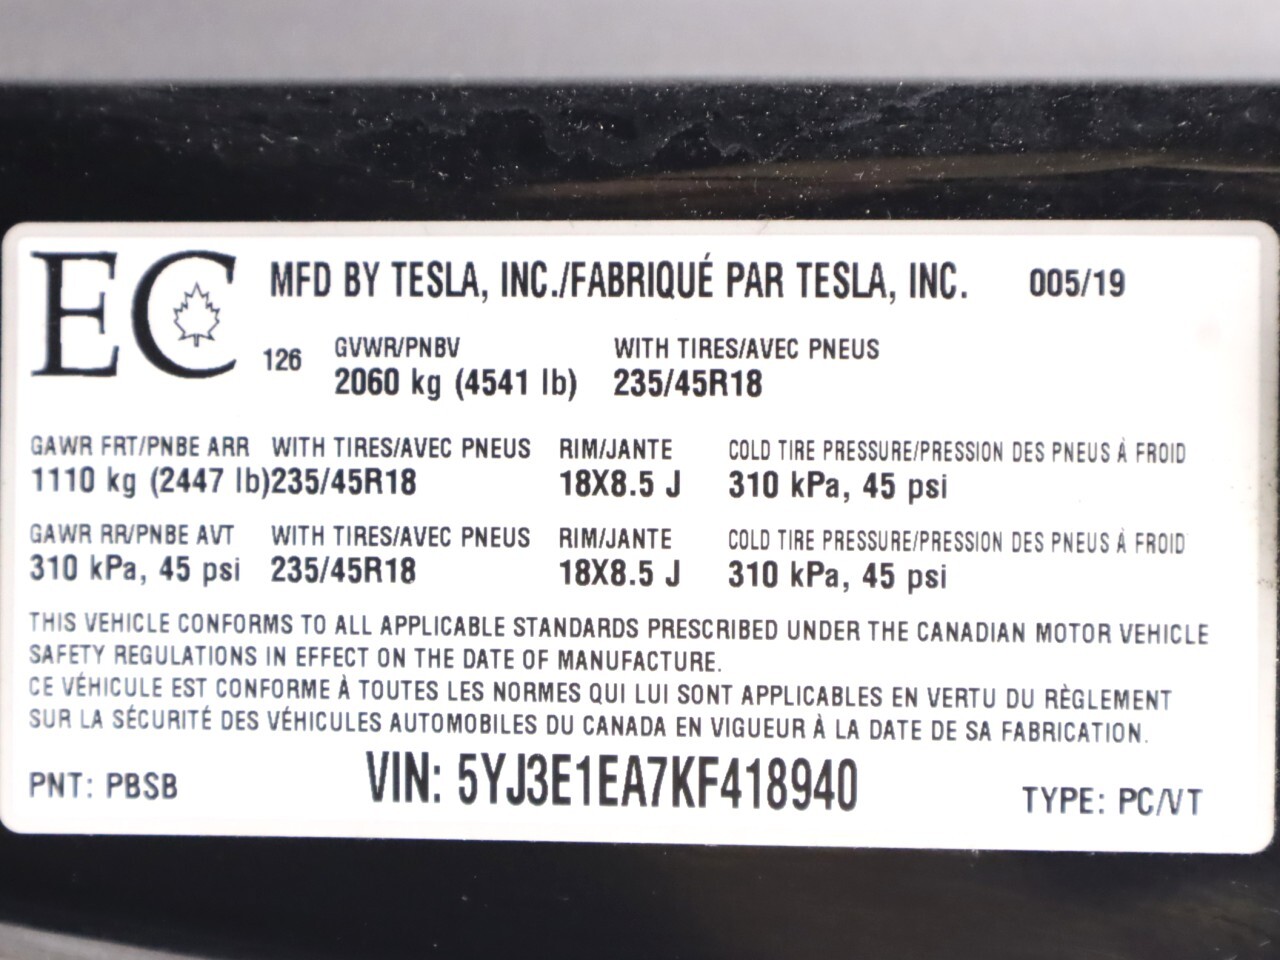 EC MFD BY TESLA, INC./FABRIQUÉ PAR TESLA, INC. 005/19
126 GVWR/PNBV WITH TIRES/AVEC PNEUS
2060 kg (4541 lb) 235/45R18
GAWR FRT/PNBE ARR WITH TIRES/AVEC PNEUS RIM/JANTE COLD TIRE PRESSURE/PRESSION DES PNEUS À FROID
1110 kg (2447 lb) 235/45R18 18X8.5 J 310 kPa, 45 psi
GAWR RR/PNBE AVT WITH TIRES/AVEC PNEUS RIM/JANTE COLD TIRE PRESSURE/PRESSION DES PNEUS À FROID
310 kPa, 45 psi 235/45R18 18X8.5 J 310 kPa, 45 psi
THIS VEHICLE CONFORMS TO ALL APPLICABLE STANDARDS PRESCRIBED UNDER THE CANADIAN MOTOR VEHICLE
SAFETY REGULATIONS IN EFFECT ON THE DATE OF MANUFACTURE.
CE VÉHICULE EST CONFORME À TOUTES LES NORMES QUI LUI SONT APPLICABLES EN VERTU DU RÈGLEMENT
SUR LA SÉCURITÉ DES VÉHICULES AUTOMOBILES DU CANADA EN VIGUEUR À LA DATE DE SA FABRICATION.
PNT: PBSB VIN: 5YJ3E1EA7KF418940 TYPE: PC/VT